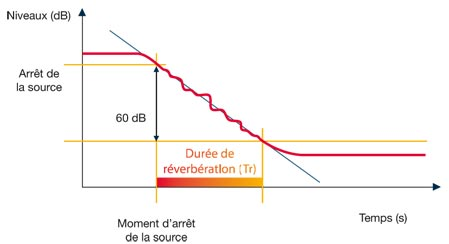 Niveaux (dB)
Arrêt de
la source
60 dB
Durée de
réverbération (Tr)
Temps (s)
Moment d'arrêt
de la source